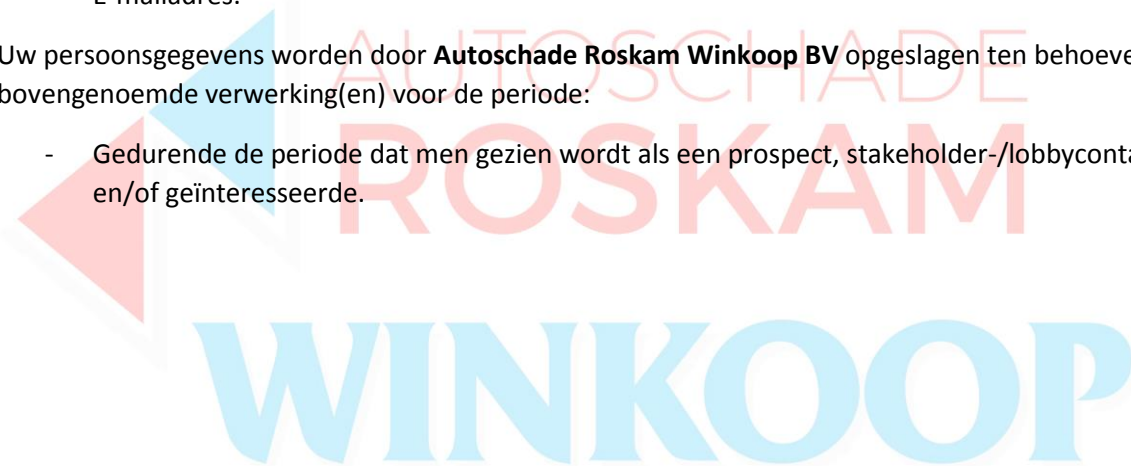 E-mailadres.
Uw persoonsgegevens worden door Autoschade Roskam Winkoop BV opgeslagen ten behoeve
bovengenoemde verwerking(en) voor de periode:
- Gedurende de periode dat men gezien wordt als een prospect, stakeholder-/lobbyconta
en/of geïnteresseerde.
AUTOSCHADE
ROSKAM
WINKOOP